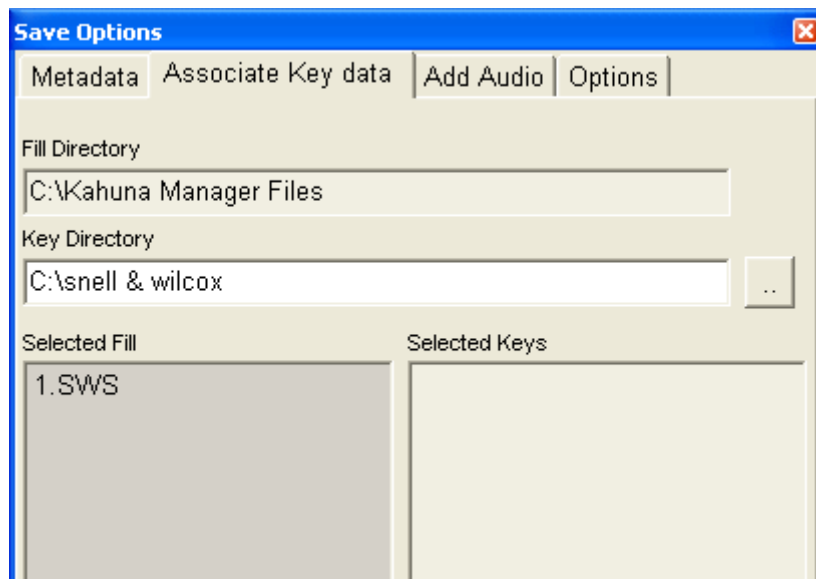 Save Options
Metadata Associate Key data Add Audio Options
Fill Directory
C:\Kahuna Manager Files
Key Directory
C:\snell & wilcox
..
Selected Fill Selected Keys
1.SWS